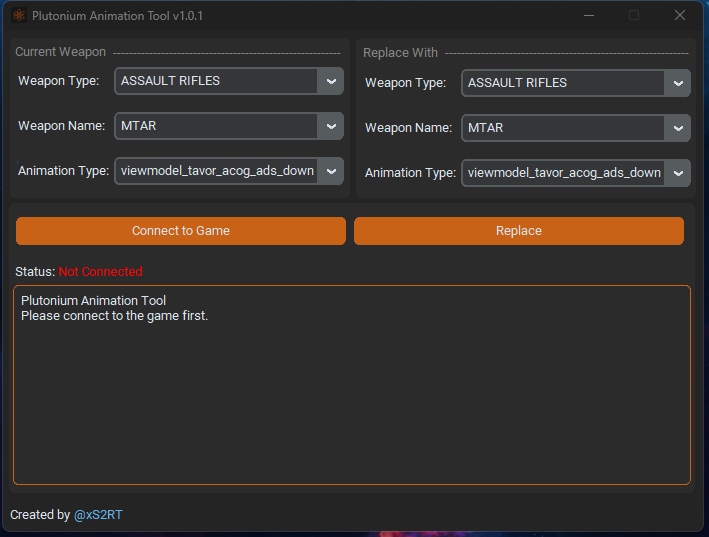 Plutonium Animation Tool v1.0.1
Current Weapon
Weapon Type: ASSAULT RIFLES
Weapon Name: MTAR
Animation Type: viewmodel_tavor_acog_ads_down
Replace With
Weapon Type: ASSAULT RIFLES
Weapon Name: MTAR
Animation Type: viewmodel_tavor_acog_ads_down
Connect to Game
Replace
Status: Not Connected
Plutonium Animation Tool
Please connect to the game first.
Created by @xS2RT